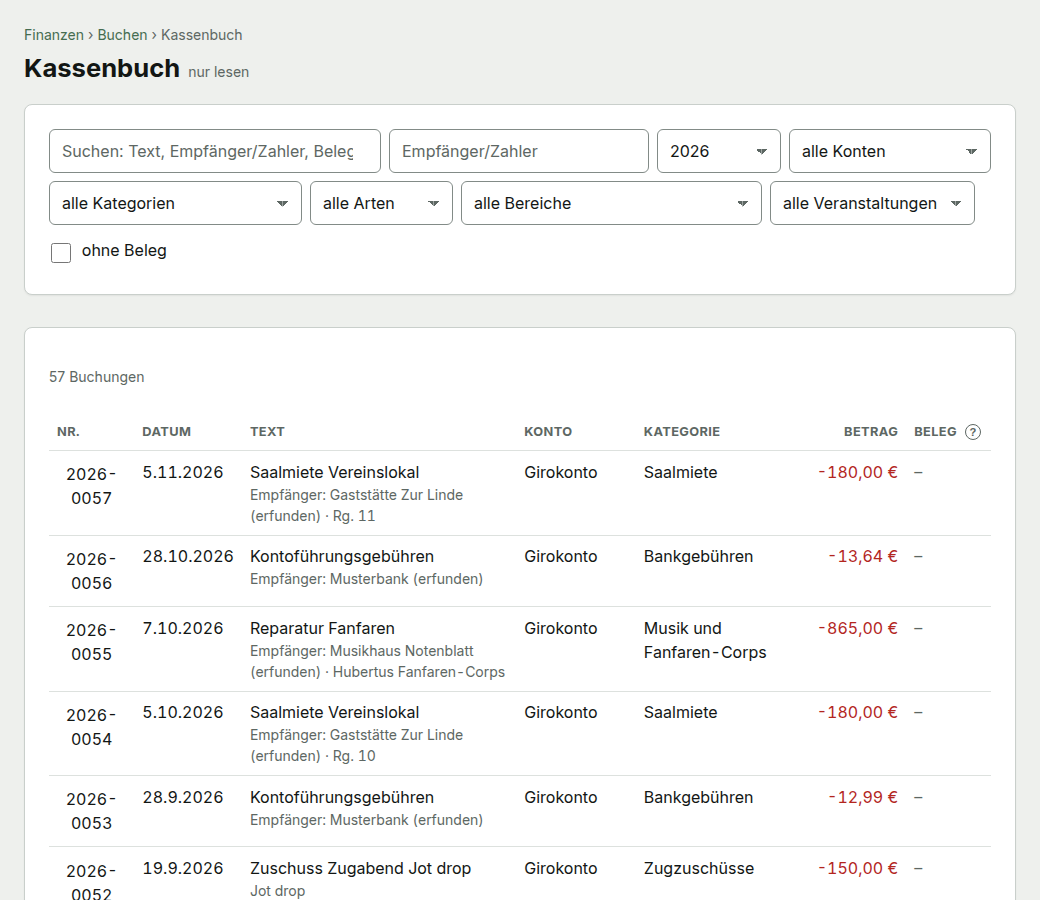 Finanzen › Buchen › Kassenbuch
Kassenbuch nur lesen
Suchen: Text, Empfänger/Zahler, Beleg Empfänger/Zahler 2026 alle Konten
alle Kategorien alle Arten alle Bereiche alle Veranstaltungen
ohne Beleg
57 Buchungen
NR. DATUM TEXT KONTO KATEGORIE BETRAG BELEG ?
2026-0057 5.11.2026 Saalmiete Vereinslokal Girokonto Saalmiete -180,00 € –
Empfänger: Gaststätte Zur Linde
(erfunden) · Rg. 11
2026-0056 28.10.2026 Kontoführungsgebühren Girokonto Bankgebühren -13,64 € –
Empfänger: Musterbank (erfunden)
2026-0055 7.10.2026 Reparatur Fanfaren Girokonto Musik und Fanfaren-Corps -865,00 € –
Empfänger: Musikhaus Notenblatt
(erfunden) · Hubertus Fanfaren-Corps
2026-0054 5.10.2026 Saalmiete Vereinslokal Girokonto Saalmiete -180,00 € –
Empfänger: Gaststätte Zur Linde
(erfunden) · Rg. 10
2026-0053 28.9.2026 Kontoführungsgebühren Girokonto Bankgebühren -12,99 € –
Empfänger: Musterbank (erfunden)
2026-0052 19.9.2026 Zuschuss Zugabend Jot drop Girokonto Zugzuschüsse -150,00 € –
Jot drop